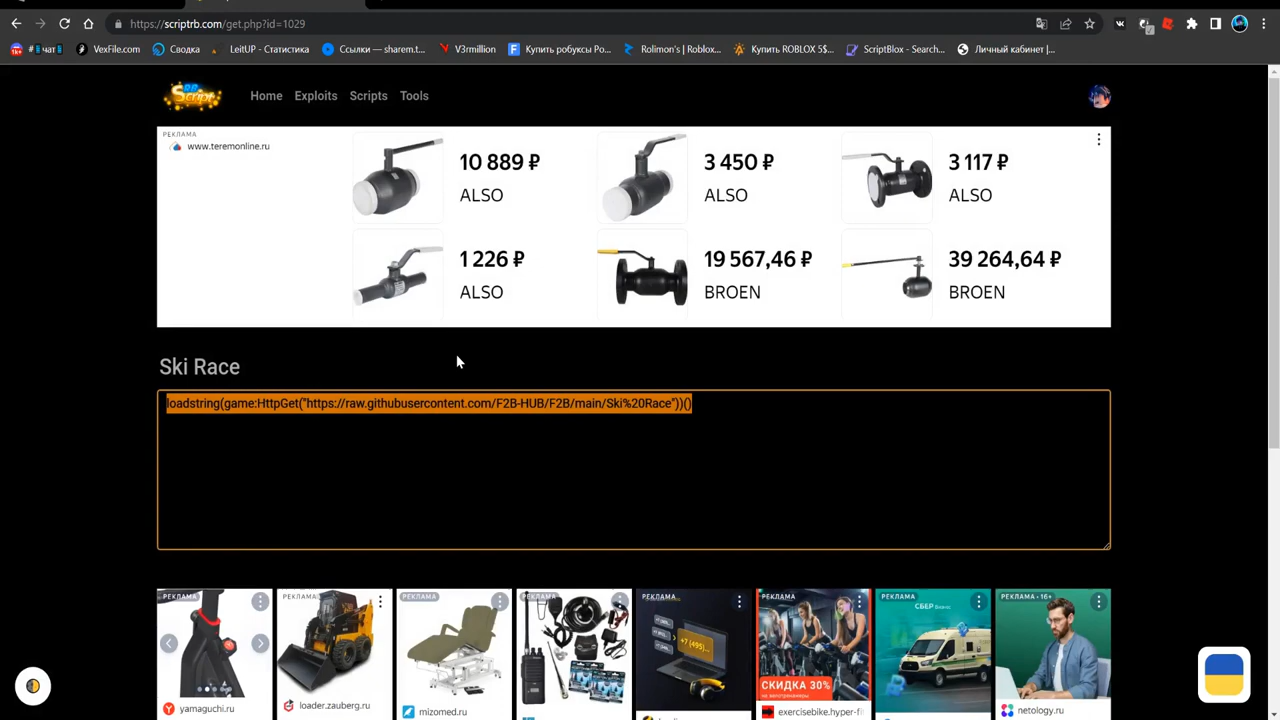 https://scriptrb.com/get.php?id=1029
чат
VexFile.com
Сводка
LeitUP - Статистика
Ссылки — sharem.t...
V3rmillion
Купить робуксы Ро...
Rolimon's | Roblox...
Купить ROBLOX 5$...
ScriptBlox - Search...
Личный кабинет |...
Script
Home
Exploits
Scripts
Tools
РЕКЛАМА
www.teremonline.ru
10 889 ₽
ALSO
3 450 ₽
ALSO
3 117 ₽
ALSO
1 226 ₽
ALSO
19 567,46 ₽
BROEN
39 264,64 ₽
BROEN
Ski Race
loadstring(game:HttpGet("https://raw.githubusercontent.com/F2B-HUB/F2B/main/Ski%20Race"))()
РЕКЛАМА
yamaguchi.ru
РЕКЛАМА
loader.zauberg.ru
РЕКЛАМА
mizomed.ru
РЕКЛАМА
РЕКЛАМА
+7 (495)...
РЕКЛАМА
СКИДКА 30%
exercisebike.hyper-fi
РЕКЛАМА
СБЕР Бизнес
РЕКЛАМА • 16+
netology.ru